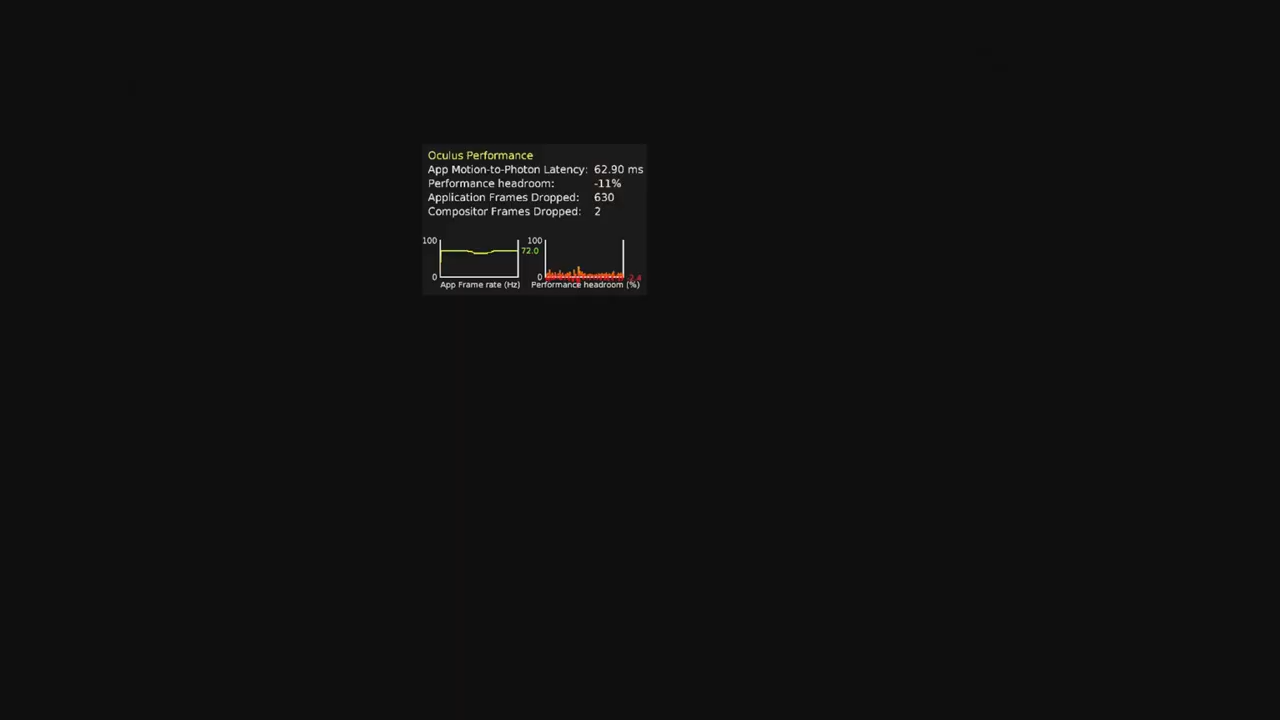 Oculus Performance
App Motion-to-Photon Latency: 62.90 ms
Performance headroom: -11%
Application Frames Dropped: 630
Compositor Frames Dropped: 2
100
72.0
0
App Frame rate (Hz)
100
0
Performance headroom (%)